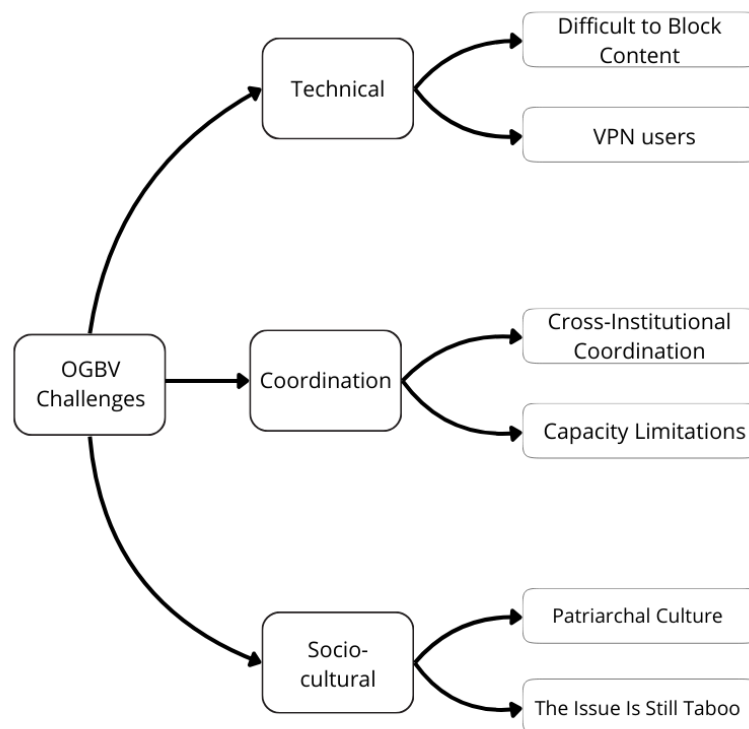 Difficult to Block
Content
Technical
VPN users
OGBV
Challenges
Coordination
Cross-Institutional
Coordination
Capacity Limitations
Socio-
cultural
Patriarchal Culture
The Issue Is Still Taboo